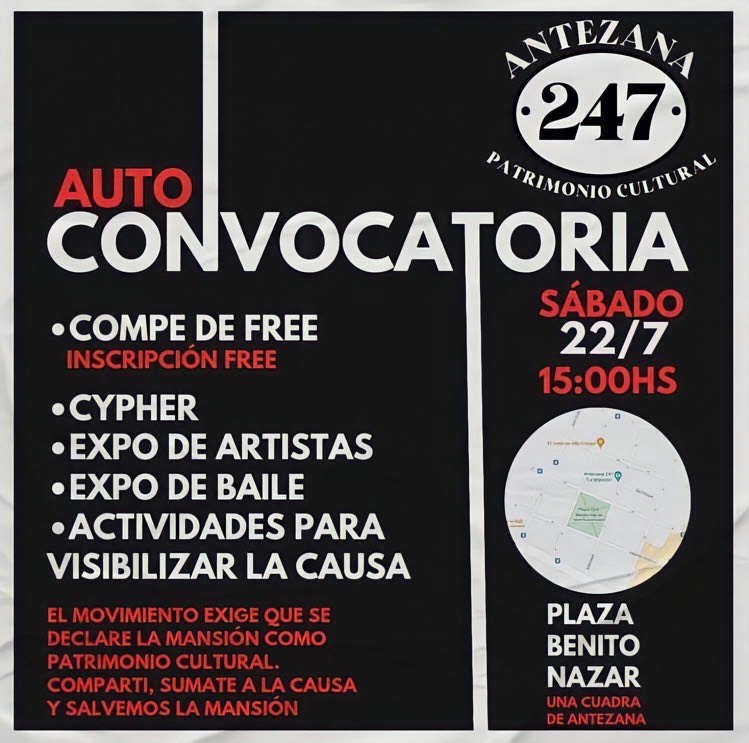 ANTEZANA
247
PATRIMONIO CULTURAL
AUTO
CONVOCATORIA
•COMPE DE FREE
INSCRIPCIÓN FREE
•CYPHER
•EXPO DE ARTISTAS
•EXPO DE BAILE
•ACTIVIDADES PARA
VISIBILIZAR LA CAUSA
EL MOVIMIENTO EXIGE QUE SE
DECLARE LA MANSIÓN COMO
PATRIMONIO CULTURAL.
COMPARTI, SUMATE A LA CAUSA
Y SALVEMOS LA MANSIÓN
SÁBADO
22/7
15:00HS
PLAZA
BENITO
NAZAR
UNA CUADRA
DE ANTEZANA